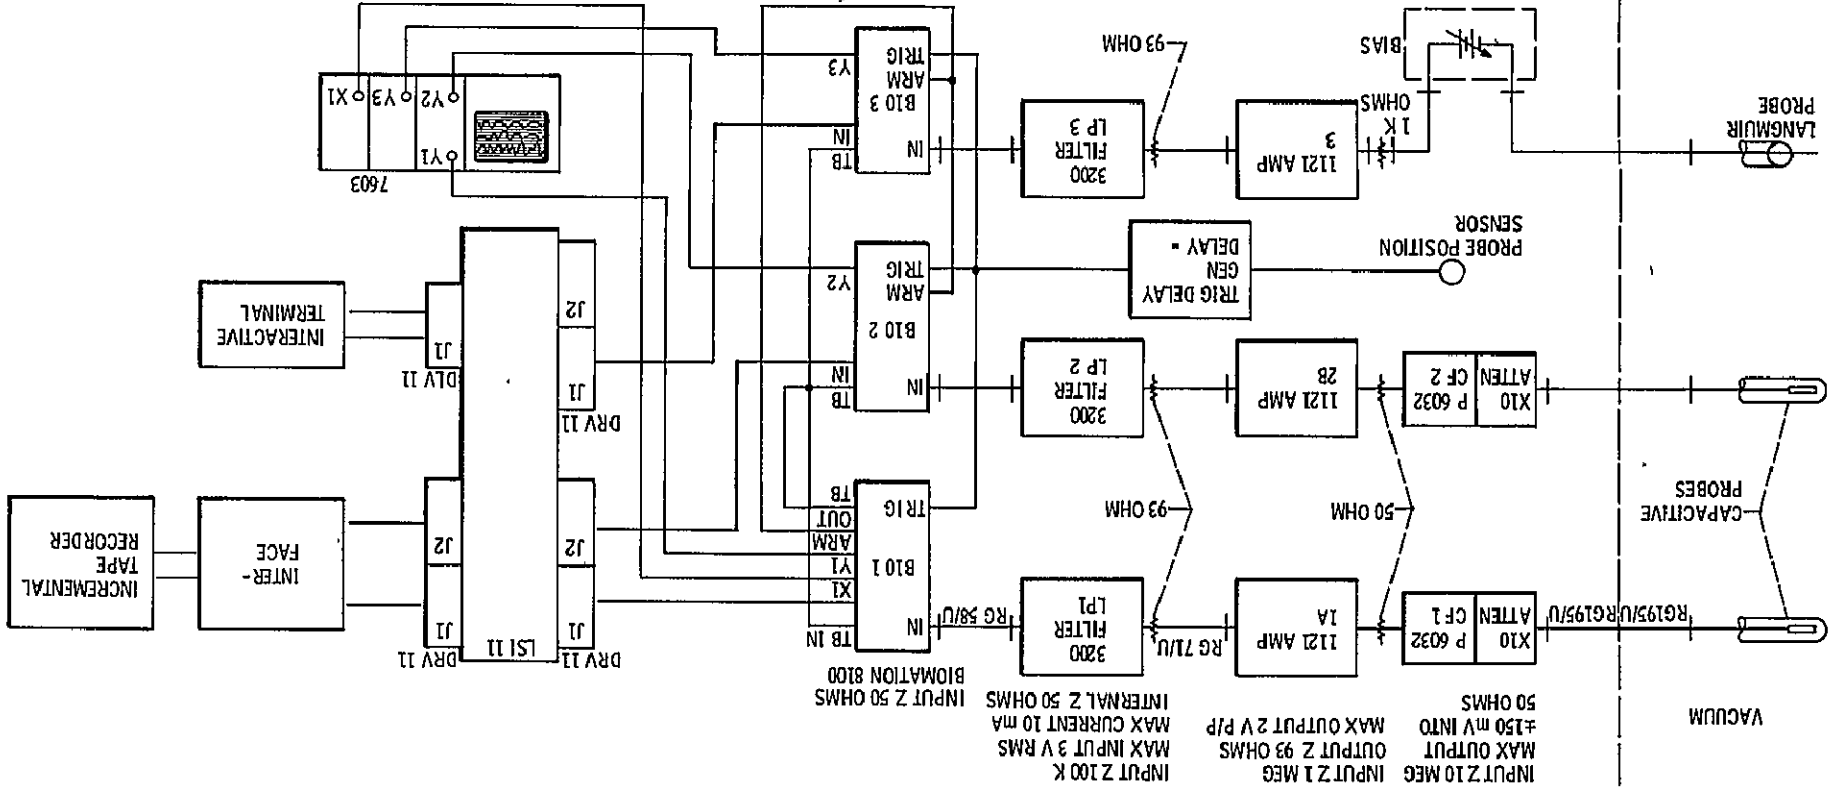 VACUUM
INPUT Z 10 MEG
MAX OUTPUT
±150 mV INTO
50 OHMS
INPUT Z 1 MEG
OUTPUT Z 93 OHMS
MAX OUTPUT 2 V P/P
INPUT Z 100 K
MAX INPUT 3 V RMS
MAX CURRENT 10 mA
INTERNAL Z 50 OHMS
INPUT Z 50 OHMS
BIOMATION 8100
RG195/U
RG195/U
X10
ATTEN
P 6032
CF 1
1121 AMP
1A
RG 71/U
3200
FILTER
LP1
RG 58/U
IN
BIO 1
TRIG
TB IN
X1
Y1
ARM
OUT
TB
DRV 11
J1
J2
LSI 11
DRV 11
J1
J2
INTER-
FACE
INCREMENTAL
TAPE
RECORDER
CAPACITIVE
PROBES
50 OHM
93 OHM
X10
ATTEN
P 6032
CF 2
1121 AMP
2B
3200
FILTER
LP 2
IN
BIO 2
ARM
TRIG
TB
IN
Y2
DRV 11
J1
J2
DLV 11
J1
INTERACTIVE
TERMINAL
PROBE POSITION
SENSOR
TRIG DELAY
GEN
DELAY =
LANGMUIR
PROBE
BIAS
1 K
OHMS
1121 AMP
3
93 OHM
3200
FILTER
LP 3
IN
BIO 3
ARM
TRIG
TB
IN
Y3
7603
Y1
Y2
Y3
X1